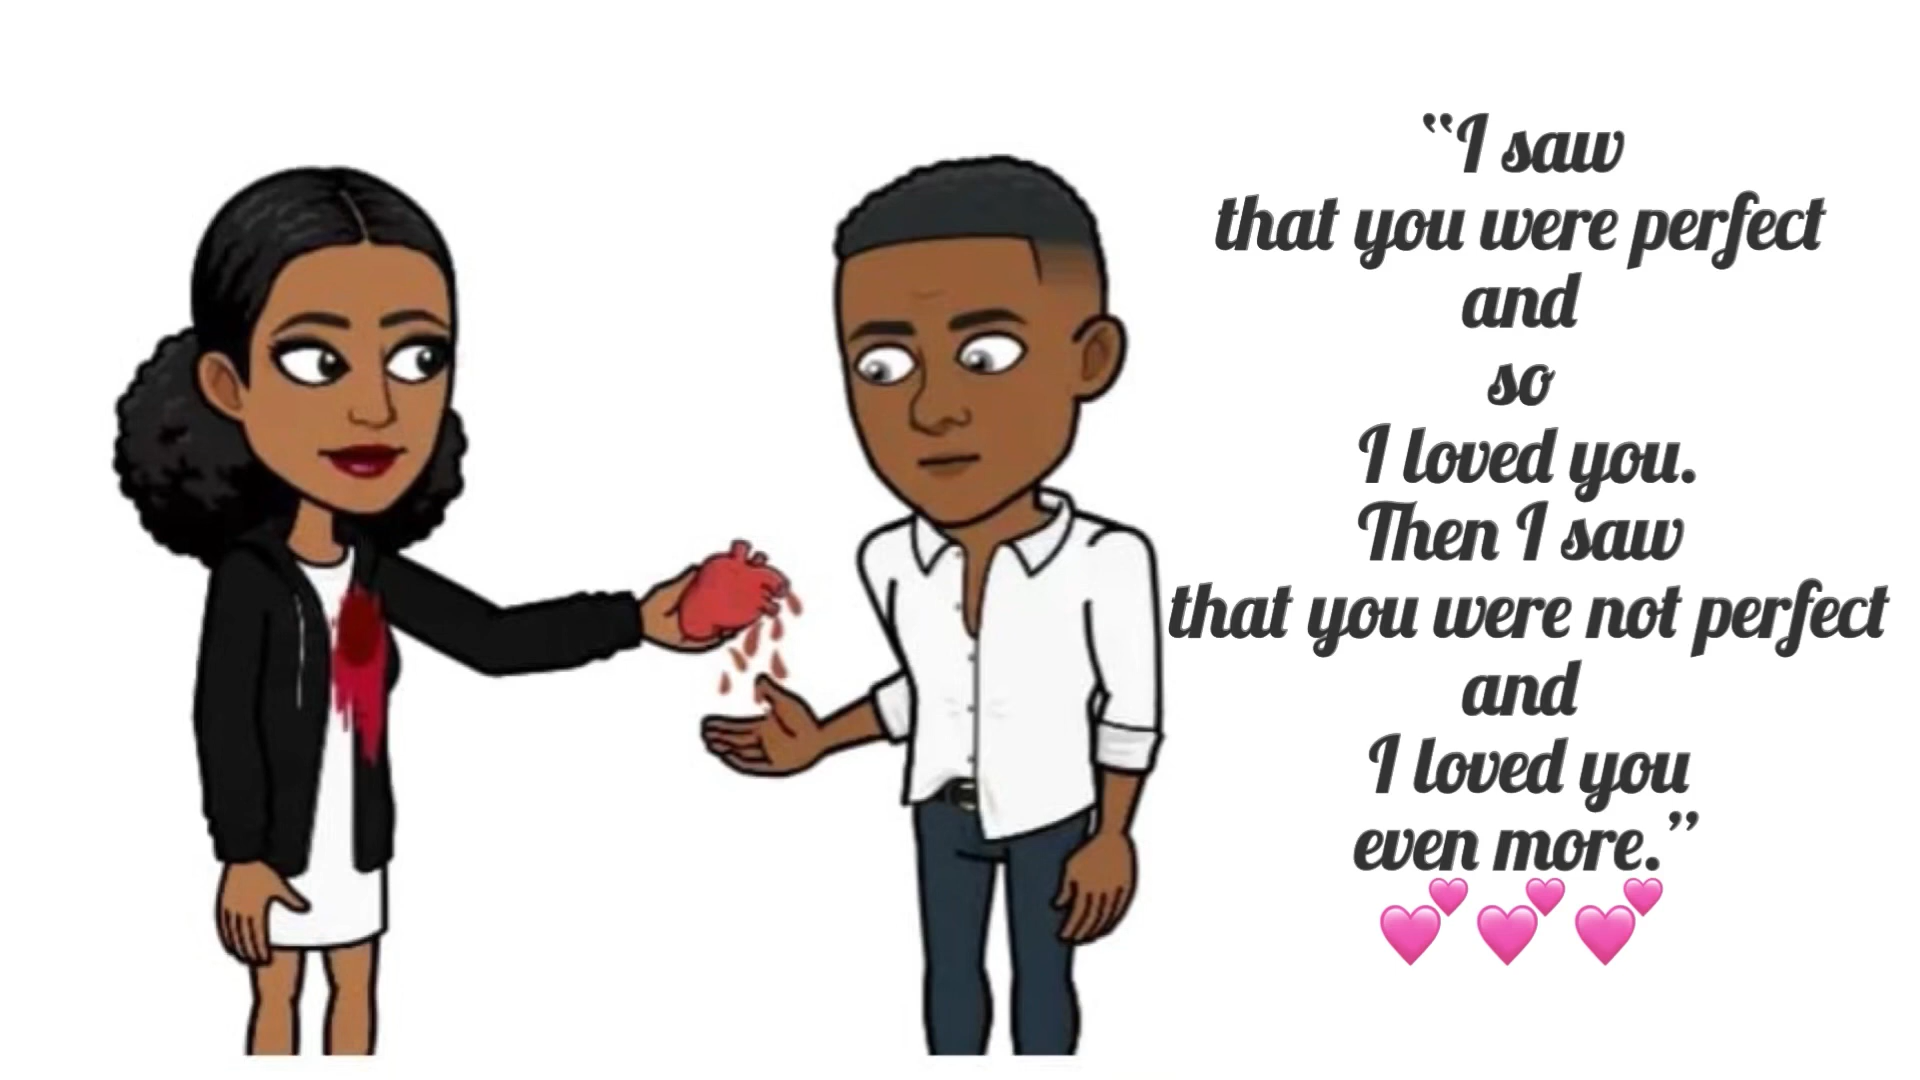 “I saw
that you were perfect
and
so
I loved you.
Then I saw
that you were not perfect
and
I loved you
even more.”
💕💕💕